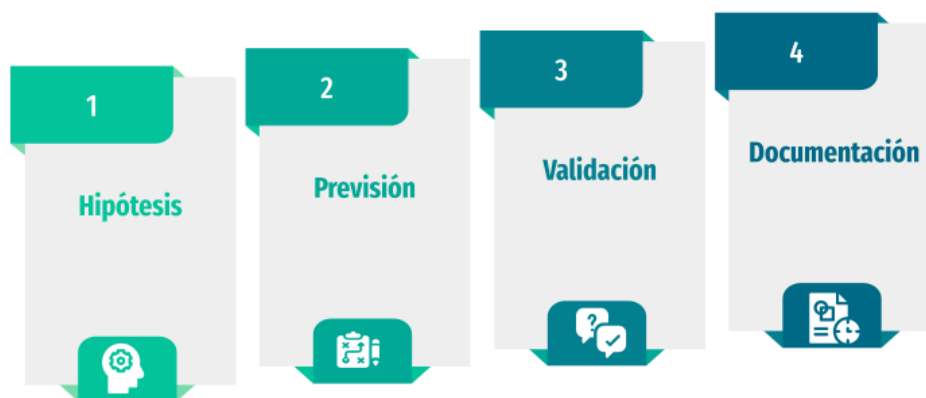 1
Hipótesis
2
Previsión
3
Validación
4
Documentación